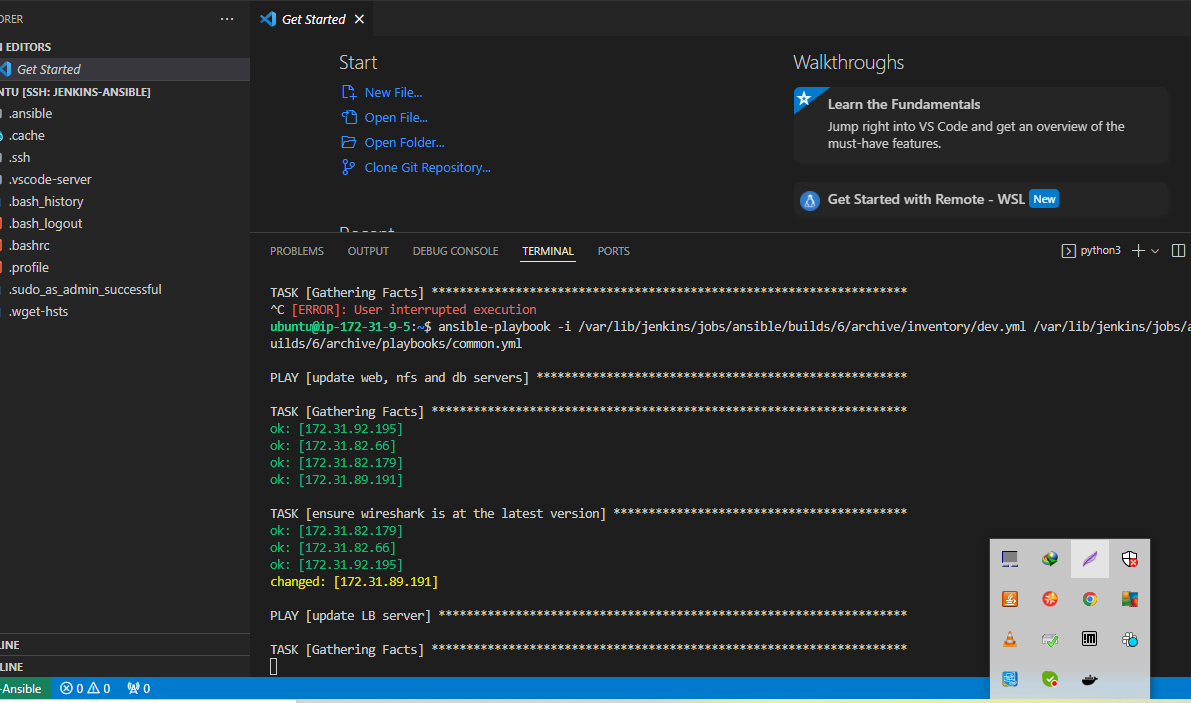 ORER
Get Started
EDITORS
Get Started
NTU [SSH: JENKINS-ANSIBLE]
.ansible
.cache
.ssh
.vscode-server
.bash_history
.bash_logout
.bashrc
.profile
.sudo_as_admin_successful
.wget-hsts
INE
LINE
Start
New File...
Open File...
Open Folder...
Clone Git Repository...
Walkthroughs
Learn the Fundamentals
Jump right into VS Code and get an overview of the
must-have features.
Get Started with Remote - WSL New
PROBLEMS OUTPUT DEBUG CONSOLE TERMINAL PORTS
python3
TASK [Gathering Facts] ********************************************************************
^C [ERROR]: User interrupted execution
ubuntu@ip-172-31-9-5:~$ ansible-playbook -i /var/lib/jenkins/jobs/ansible/builds/6/archive/inventory/dev.yml /var/lib/jenkins/jobs/a
uilds/6/archive/playbooks/common.yml
PLAY [update web, nfs and db servers] *****************************************************
TASK [Gathering Facts] ********************************************************************
ok: [172.31.92.195]
ok: [172.31.82.66]
ok: [172.31.82.179]
ok: [172.31.89.191]
TASK [ensure wireshark is at the latest version] ******************************************
ok: [172.31.82.179]
ok: [172.31.82.66]
ok: [172.31.92.195]
changed: [172.31.89.191]
PLAY [update LB server] *******************************************************************
TASK [Gathering Facts] ********************************************************************
-Ansible 0 0 0